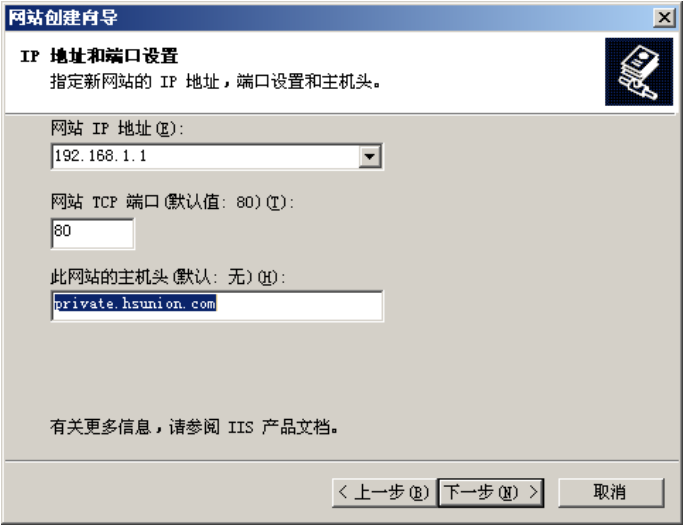 网站创建向导
IP 地址和端口设置
指定新网站的 IP 地址，端口设置和主机头。
网站 IP 地址(E):
192.168.1.1
网站 TCP 端口(默认值: 80)(T):
80
此网站的主机头(默认: 无)(H):
private.hsunion.com
有关更多信息，请参阅 IIS 产品文档。
< 上一步(B) 下一步(N) > 取消